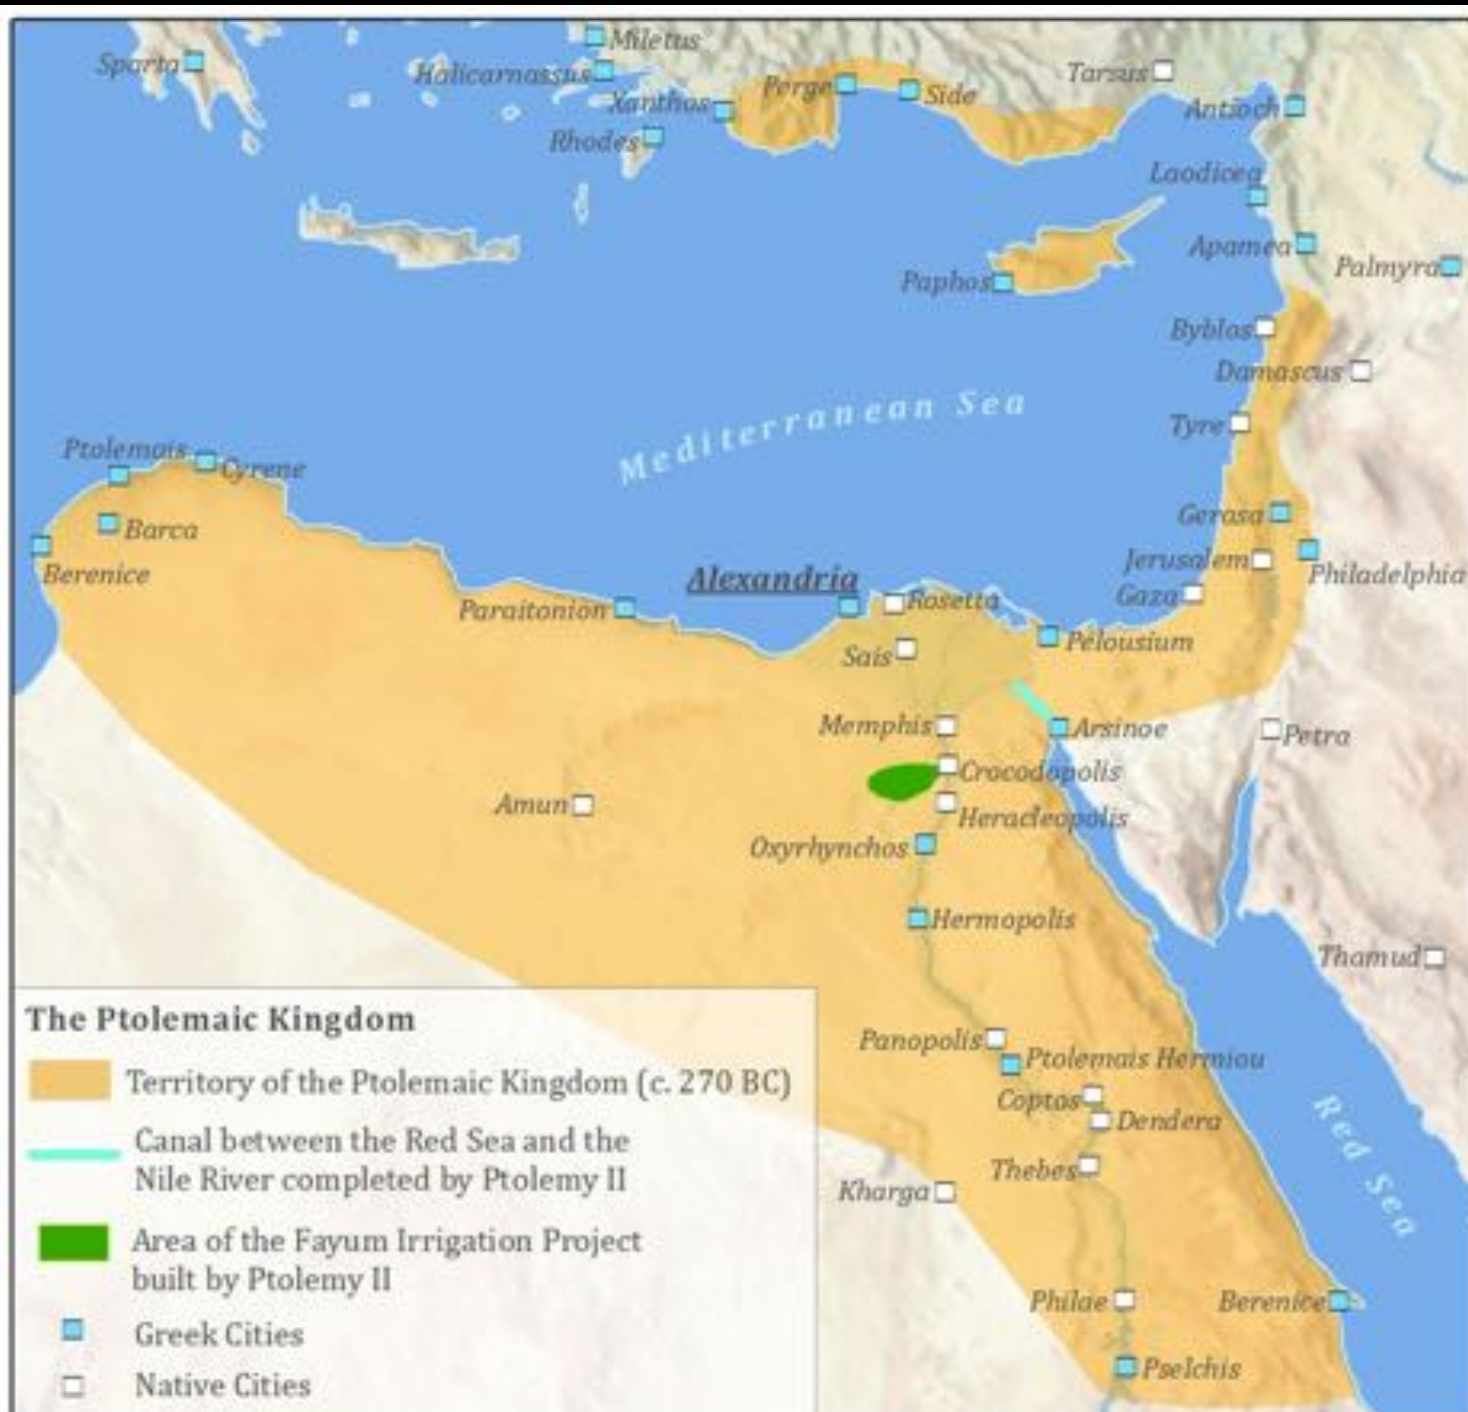 Miletus
Sparta
Halicarnassus
Xanthos
Perge
Side
Tarsus
Antioch
Rhodes
Laodicea
Apamea
Palmyra
Paphos
Byblos
Damascus
Mediterranean Sea
Tyre
Ptolemais
Cyrene
Gerasa
Barca
Jerusalem
Berenice
Philadelphia
Alexandria
Gaza
Paraitonion
Rosetta
Sais
Pelousium
Memphis
Arsinoe
Petra
Crocodopolis
Amun
Heracleopolis
Oxyrhynchos
Hermopolis
Thamud
Panopolis
Ptolemais Hermiou
Coptos
Dendera
Red Sea
Thebes
Kharga
Philae
Berenice
Pselchis
The Ptolemaic Kingdom
Territory of the Ptolemaic Kingdom (c. 270 BC)
Canal between the Red Sea and the
Nile River completed by Ptolemy II
Area of the Fayum Irrigation Project
built by Ptolemy II
Greek Cities
Native Cities